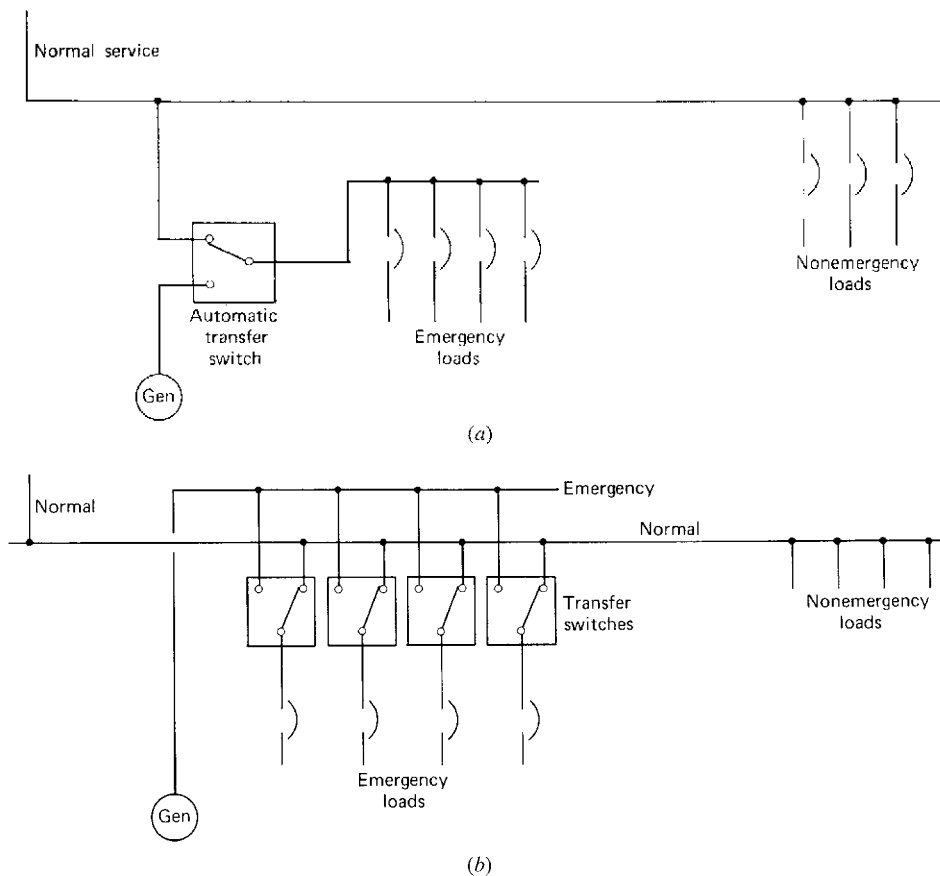 Normal service
Nonemergency
loads
Automatic
transfer
switch
Emergency
loads
Gen
(a)
Emergency
Normal
Normal
Transfer
switches
Nonemergency
loads
Emergency
loads
Gen
(b)